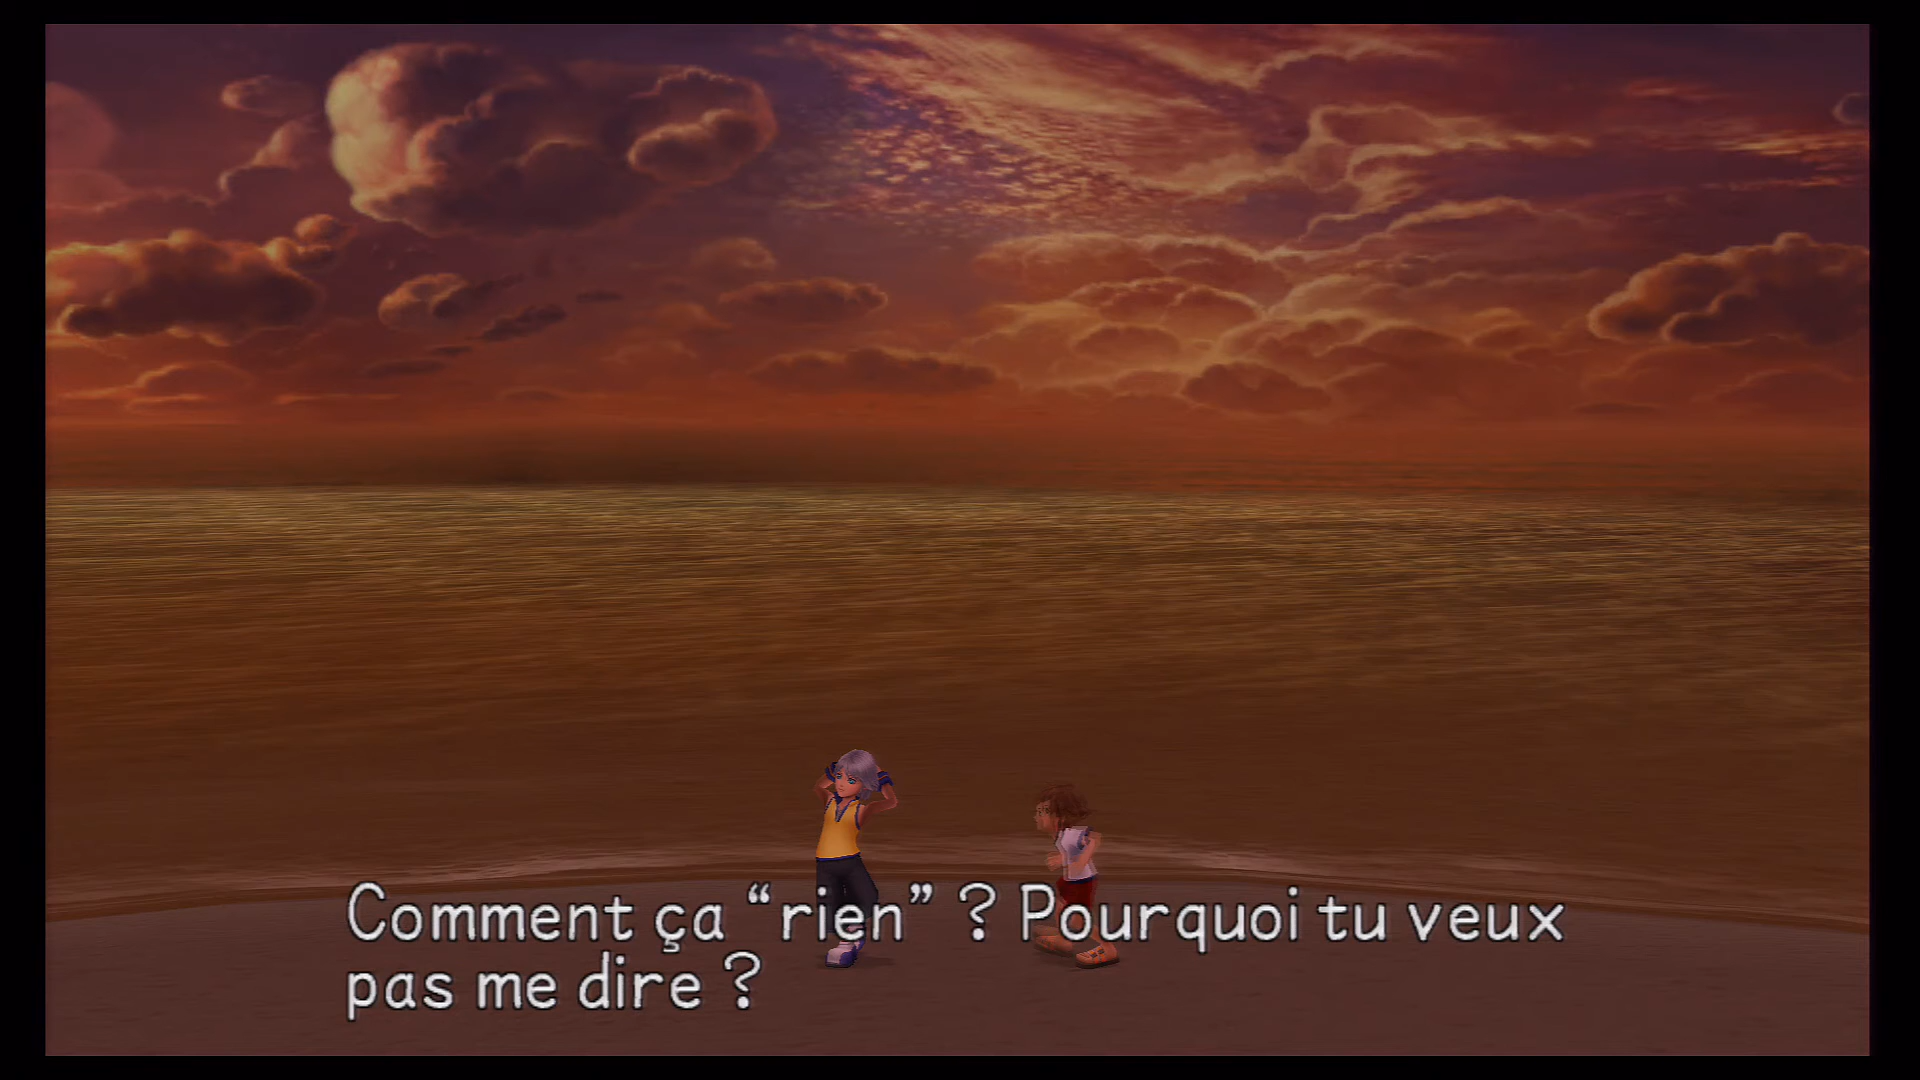 Comment ça “rien” ? Pourquoi tu veux
pas me dire ?